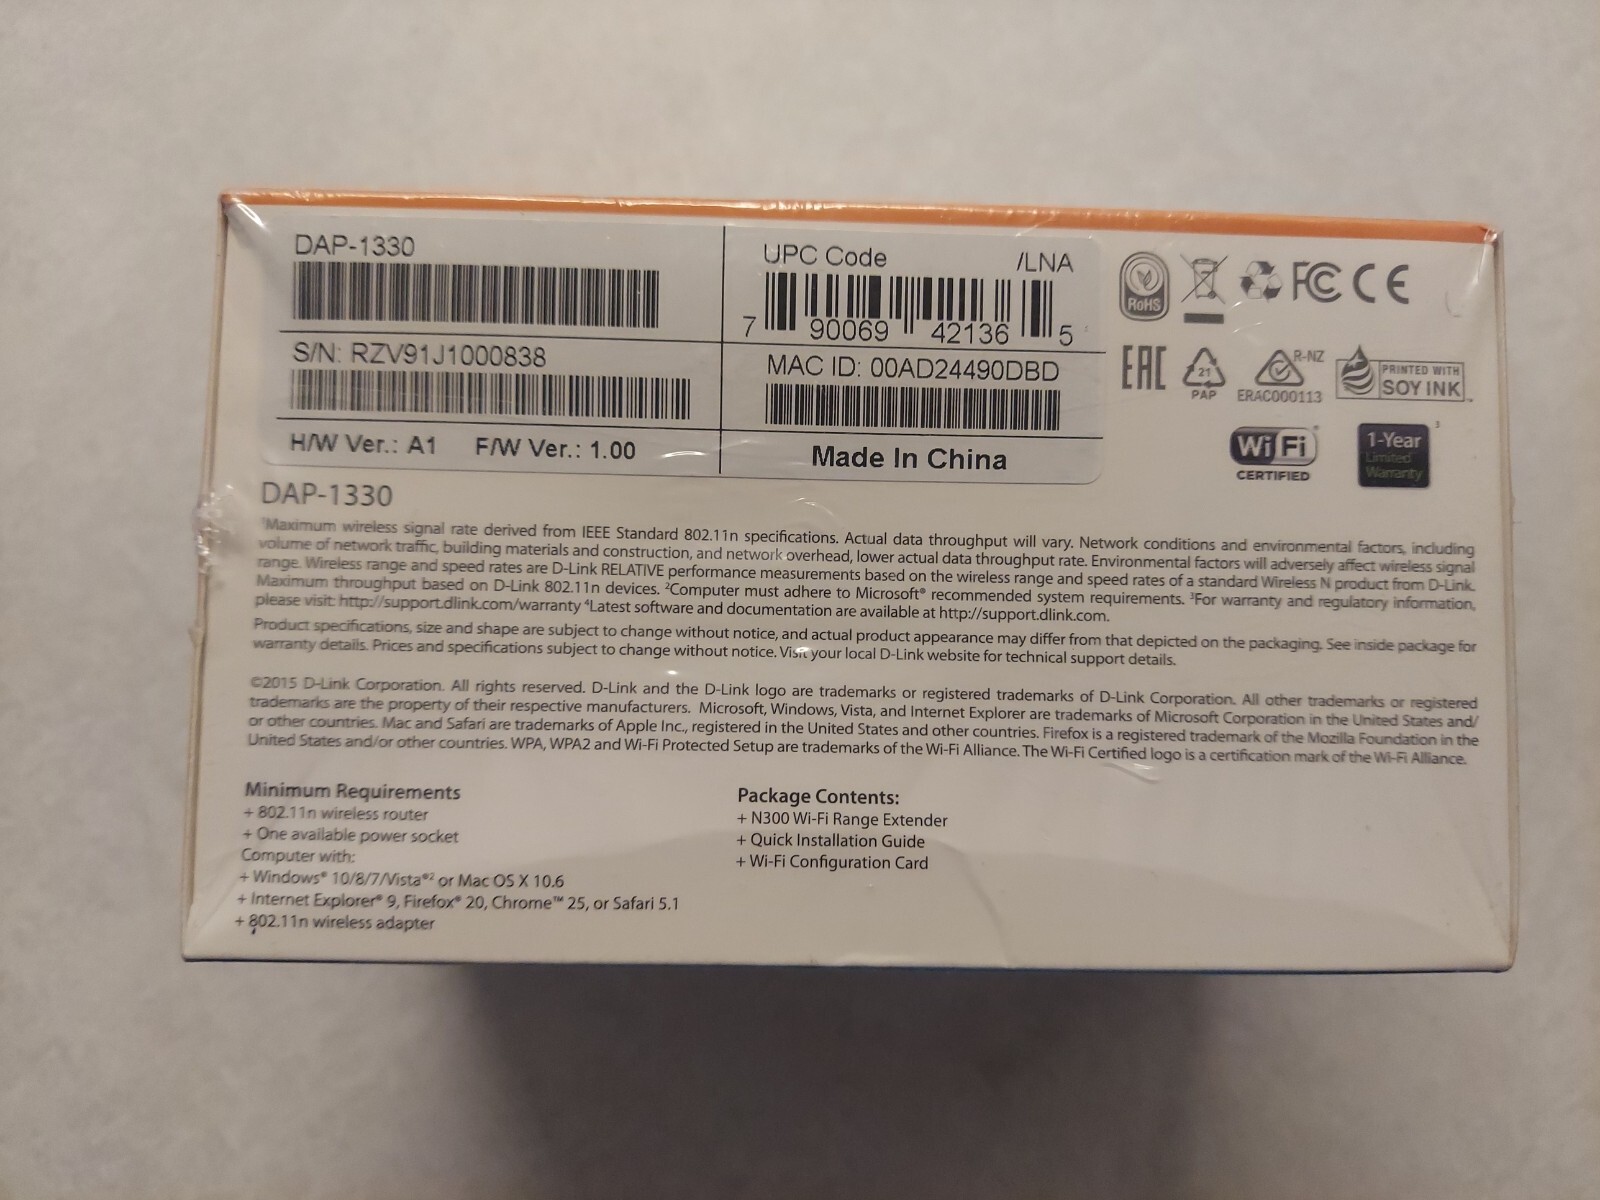 DAP-1330
UPC Code /LNA
7 90069 42136 5
S/N: RZV91J1000838
MAC ID: 00AD24490DBD
H/W Ver.: A1 F/W Ver.: 1.00
Made In China
RoHS
FC CE
EAC
21
PAP
R-NZ
ERAC000113
PRINTED WITH
SOY INK™
Wi Fi®
CERTIFIED
1-Year
Limited
Warranty
3
DAP-1330
¹Maximum wireless signal rate derived from IEEE Standard 802.11n specifications. Actual data throughput will vary. Network conditions and environmental factors, including
volume of network traffic, building materials and construction, and network overhead, lower actual data throughput rate. Environmental factors will adversely affect wireless signal
range. Wireless range and speed rates are D-Link RELATIVE performance measurements based on the wireless range and speed rates of a standard Wireless N product from D-Link.
Maximum throughput based on D-Link 802.11n devices. ²Computer must adhere to Microsoft® recommended system requirements. ³For warranty and regulatory information,
please visit: http://support.dlink.com/warranty ⁴Latest software and documentation are available at http://support.dlink.com.
Product specifications, size and shape are subject to change without notice, and actual product appearance may differ from that depicted on the packaging. See inside package for
warranty details. Prices and specifications subject to change without notice. Visit your local D-Link website for technical support details.
©2015 D-Link Corporation. All rights reserved. D-Link and the D-Link logo are trademarks or registered trademarks of D-Link Corporation. All other trademarks or registered
trademarks are the property of their respective manufacturers. Microsoft, Windows, Vista, and Internet Explorer are trademarks of Microsoft Corporation in the United States and/
or other countries. Mac and Safari are trademarks of Apple Inc., registered in the United States and other countries. Firefox is a registered trademark of the Mozilla Foundation in the
United States and/or other countries. WPA, WPA2 and Wi-Fi Protected Setup are trademarks of the Wi-Fi Alliance. The Wi-Fi Certified logo is a certification mark of the Wi-Fi Alliance.
Minimum Requirements
+ 802.11n wireless router
+ One available power socket
Computer with:
+ Windows® 10/8/7/Vista®² or Mac OS X 10.6
+ Internet Explorer® 9, Firefox® 20, Chrome™ 25, or Safari 5.1
+ 802.11n wireless adapter
Package Contents:
+ N300 Wi-Fi Range Extender
+ Quick Installation Guide
+ Wi-Fi Configuration Card